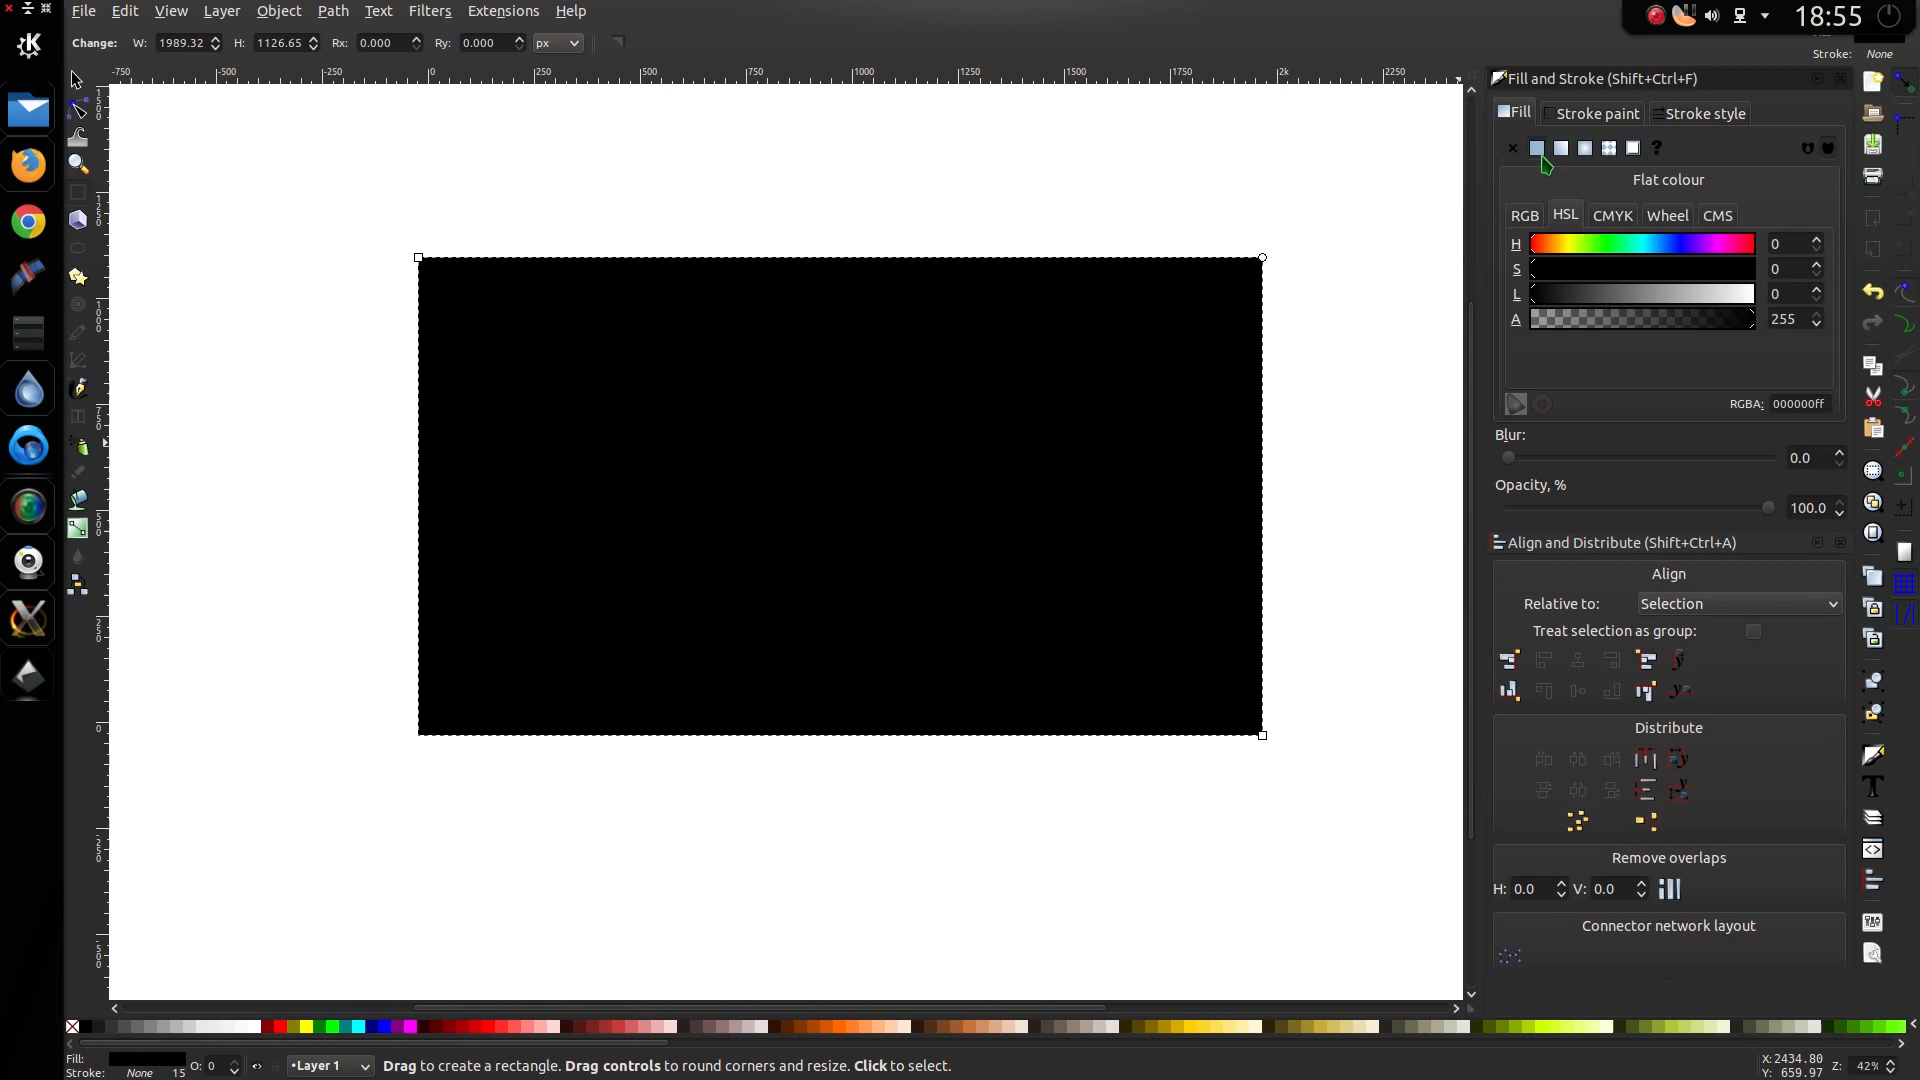 File Edit View Layer Object Path Text Filters Extensions Help
18:55
Change: W: 1989.32 H: 1126.65 Rx: 0.000 Ry: 0.000 px
Stroke: None
-750 -500 -250 0 250 500 750 1000 1250 1500 1750 2k 2250
Fill and Stroke (Shift+Ctrl+F)
Fill Stroke paint Stroke style
?
Flat colour
RGB HSL CMYK Wheel CMS
H 0
S 0
L 0
A 255
RGBA: 000000ff
Blur:
0.0
Opacity, %
100.0
Align and Distribute (Shift+Ctrl+A)
Align
Relative to: Selection
Treat selection as group:
Distribute
Remove overlaps
H: 0.0 V: 0.0
Connector network layout
Fill:
Stroke: None 15 O: 0 •Layer 1 Drag to create a rectangle. Drag controls to round corners and resize. Click to select.
X:2434.80
Y: 659.97 Z: 42%